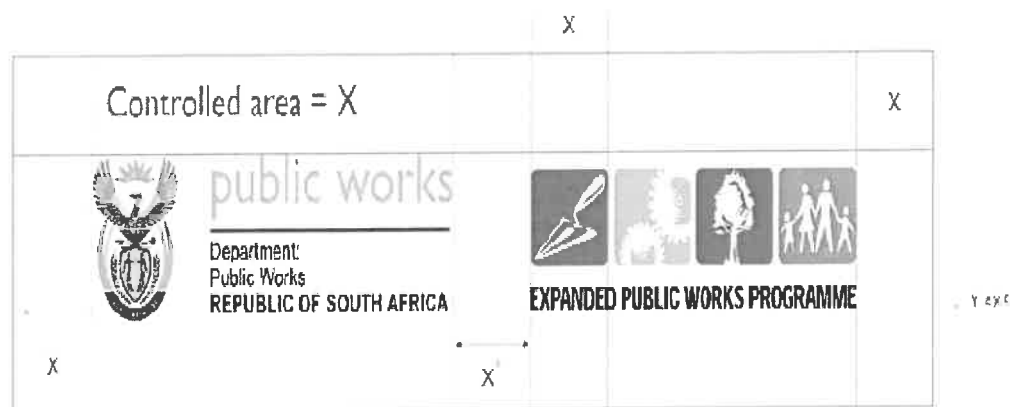 X
Controlled area = X
X
public works
Department:
Public Works
REPUBLIC OF SOUTH AFRICA
EXPANDED PUBLIC WORKS PROGRAMME
X
X